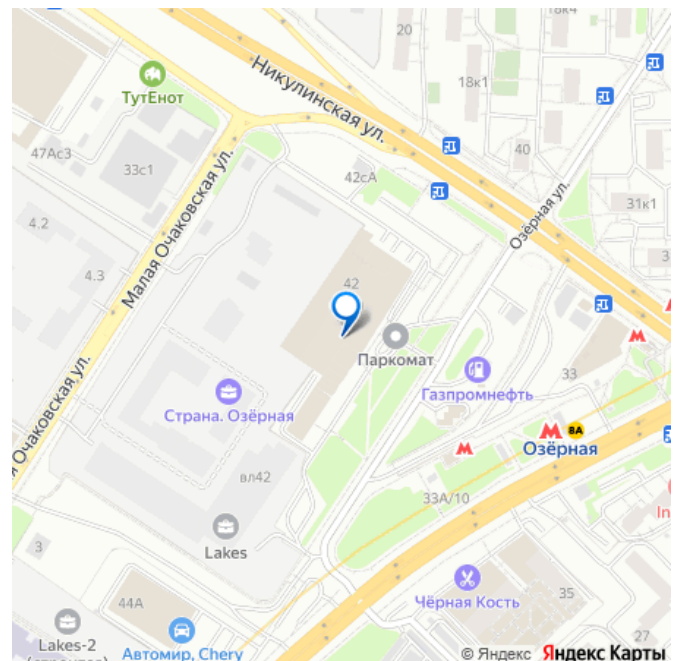 18к4
20
Никулинская ул.
18к1
ТутЕнот
47Ас3
33с1
42сА
40
Озёрная ул.
31к1
4.2
Малая Очаковская ул.
4.3
42
3
Паркомат
33
Газпромнефть
Страна. Озёрная
8А
Озёрная
я Очаковская ул.
вл42
33А/10
In
Lakes
3
Чёрная Кость
35
44А
27
Lakes-2
Автомир, Chery
© Яндекс Яндекс Карты